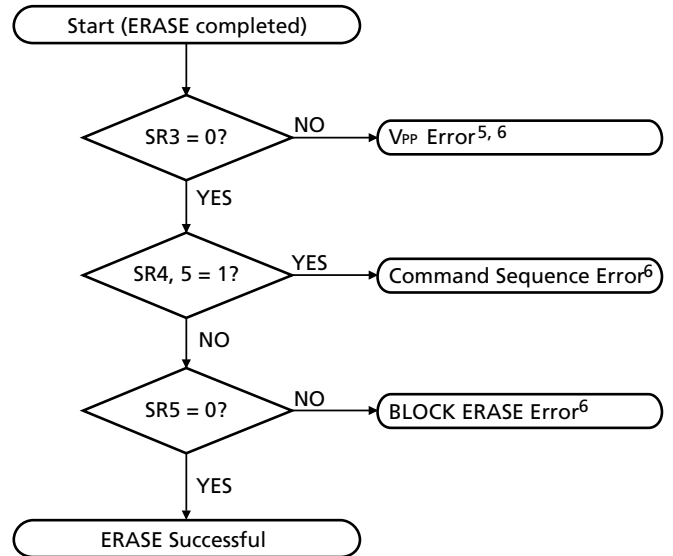 Start (ERASE completed)
SR3 = 0?
NO
VPP Error5, 6
YES
SR4, 5 = 1?
YES
Command Sequence Error6
NO
SR5 = 0?
NO
BLOCK ERASE Error6
YES
ERASE Successful